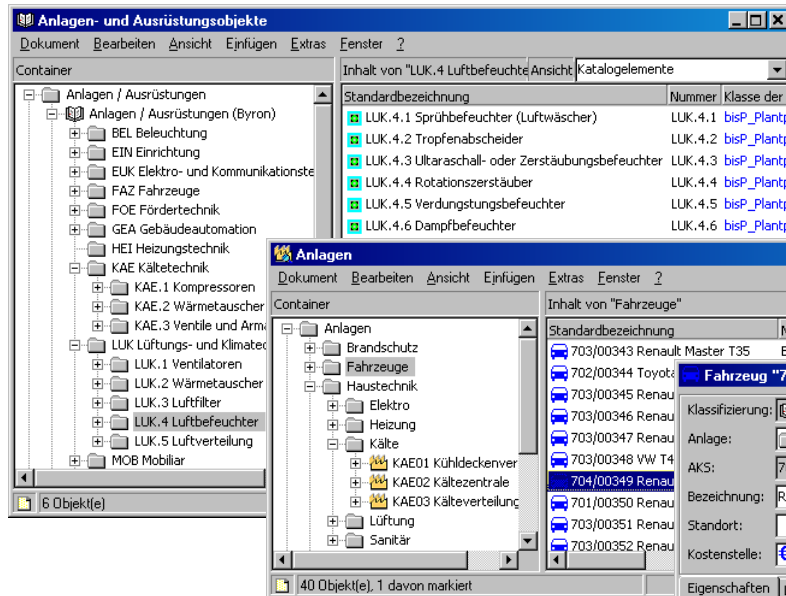 Anlagen- und Ausrüstungsobjekte
Dokument Bearbeiten Ansicht Einfügen Extras Fenster ?
Container
Anlagen / Ausrüstungen
Anlagen / Ausrüstungen (Byron)
BEL Beleuchtung
EIN Einrichtung
EUK Elektro- und Kommunikationste
FAZ Fahrzeuge
FOE Fördertechnik
GEA Gebäudeautomation
HEI Heizungstechnik
KAE Kältetechnik
KAE.1 Kompressoren
KAE.2 Wärmetauscher
KAE.3 Ventile und Arma
LUK Lüftungs- und Klimatec
LUK.1 Ventilatoren
LUK.2 Wärmetauscher
LUK.3 Luftfilter
LUK.4 Luftbefeuchter
LUK.5 Luftverteilung
MOB Mobiliar
6 Objekt(e)
Inhalt von "LUK.4 Luftbefeuchte Ansicht Katalogelemente
Standardbezeichnung Nummer Klasse der
LUK.4.1 Sprühbefeuchter (Luftwäscher) LUK.4.1 bisP_Plantp
LUK.4.2 Tropfenabscheider LUK.4.2 bisP_Plantp
LUK.4.3 Ultaraschall- oder Zerstäubungsbefeuchter LUK.4.3 bisP_Plantp
LUK.4.4 Rotationszerstäuber LUK.4.4 bisP_Plantp
LUK.4.5 Verdungstungsbefeuchter LUK.4.5 bisP_Plantp
LUK.4.6 Dampfbefeuchter LUK.4.6 bisP_Plantp
Anlagen
Dokument Bearbeiten Ansicht Einfügen Extras Fenster ?
Container
Anlagen
Brandschutz
Fahrzeuge
Haustechnik
Elektro
Heizung
Kälte
KAE01 Kühldeckenver
KAE02 Kältezentrale
KAE03 Kälteverteilung
Lüftung
Sanitär
40 Objekt(e), 1 davon markiert
Inhalt von "Fahrzeuge"
Standardbezeichnung
703/00343 Renault Master T35
702/00344 Toyota
703/00345 Renau
703/00346 Renau
703/00347 Renau
703/00348 VW T4
704/00349 Renau
701/00350 Renau
703/00351 Renau
703/00352 Renau
Fahrzeug "7
Klassifizierung:
Anlage:
AKS: 7
Bezeichnung: R
Standort:
Kostenstelle:
Eigenschaften